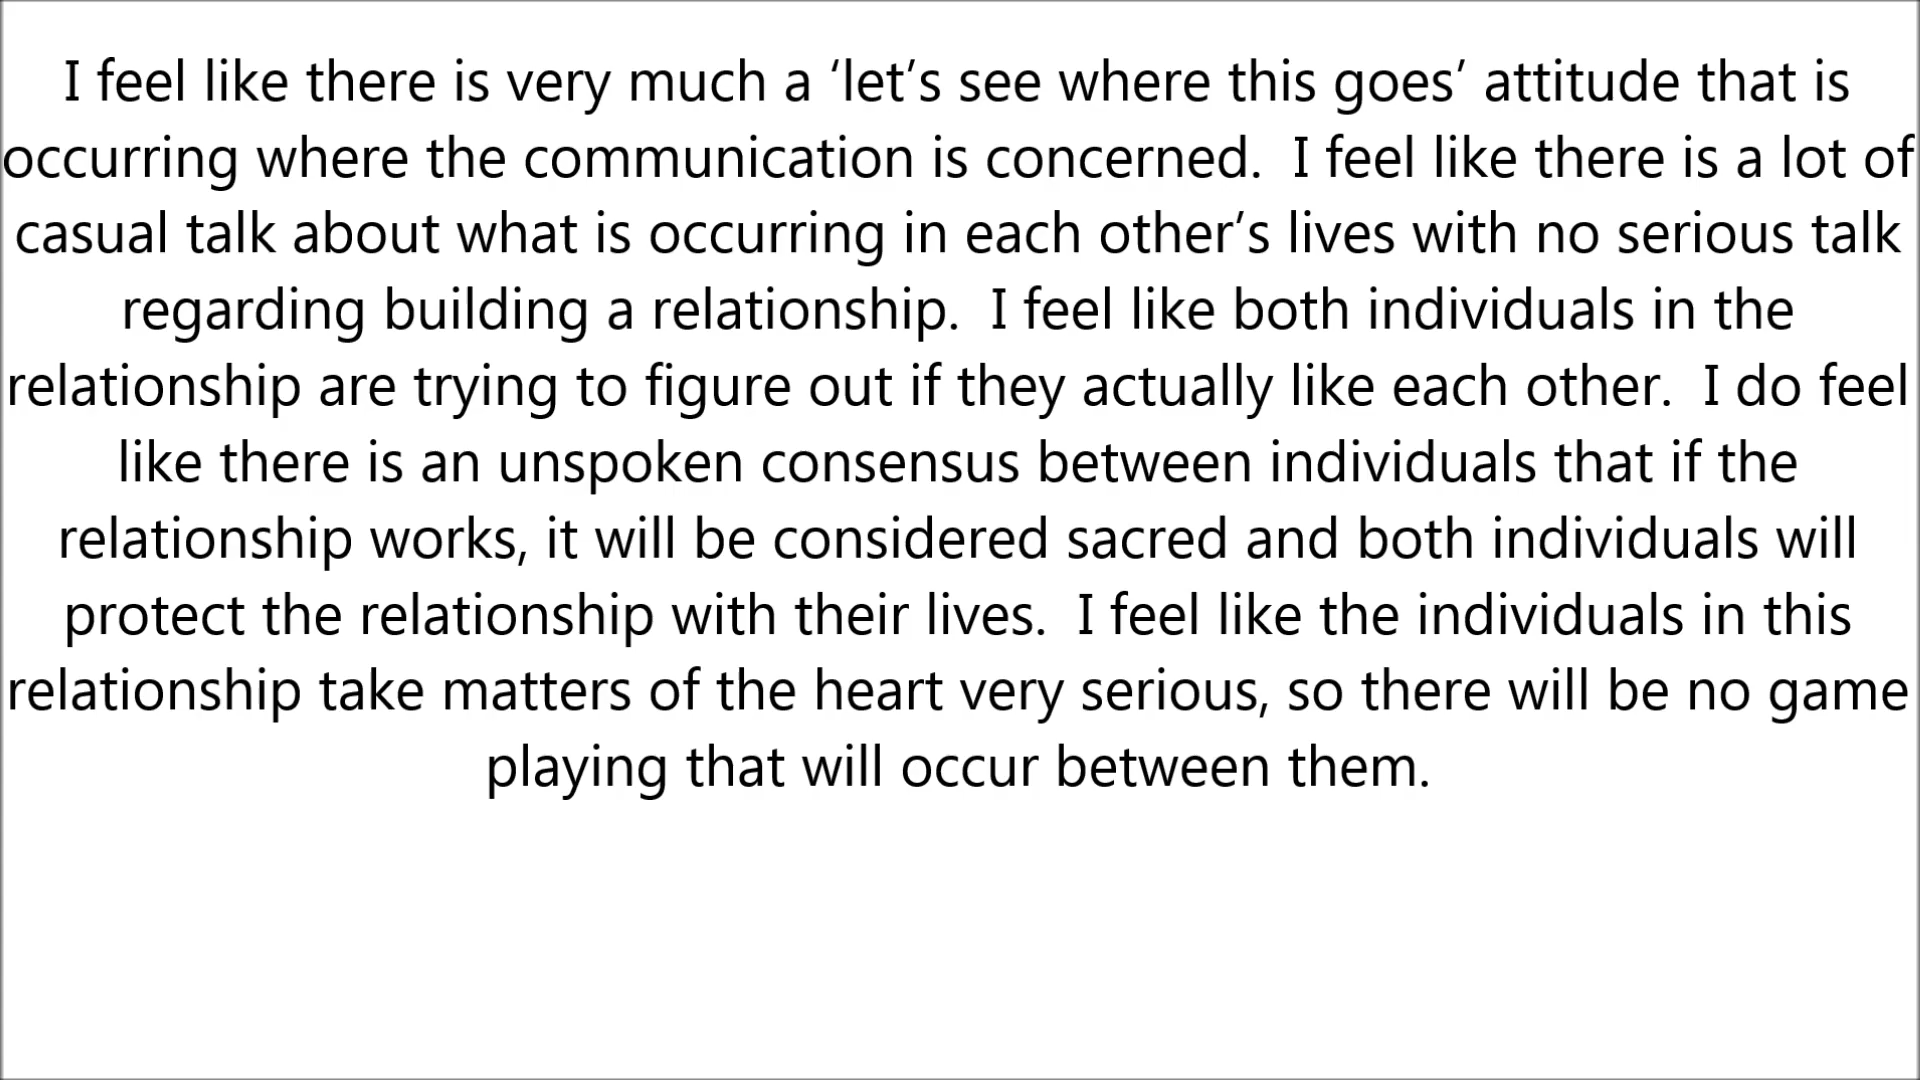 I feel like there is very much a ‘let’s see where this goes’ attitude that is
occurring where the communication is concerned.  I feel like there is a lot of
casual talk about what is occurring in each other’s lives with no serious talk
regarding building a relationship.  I feel like both individuals in the
relationship are trying to figure out if they actually like each other.  I do feel
like there is an unspoken consensus between individuals that if the
relationship works, it will be considered sacred and both individuals will
protect the relationship with their lives.  I feel like the individuals in this
relationship take matters of the heart very serious, so there will be no game
playing that will occur between them.